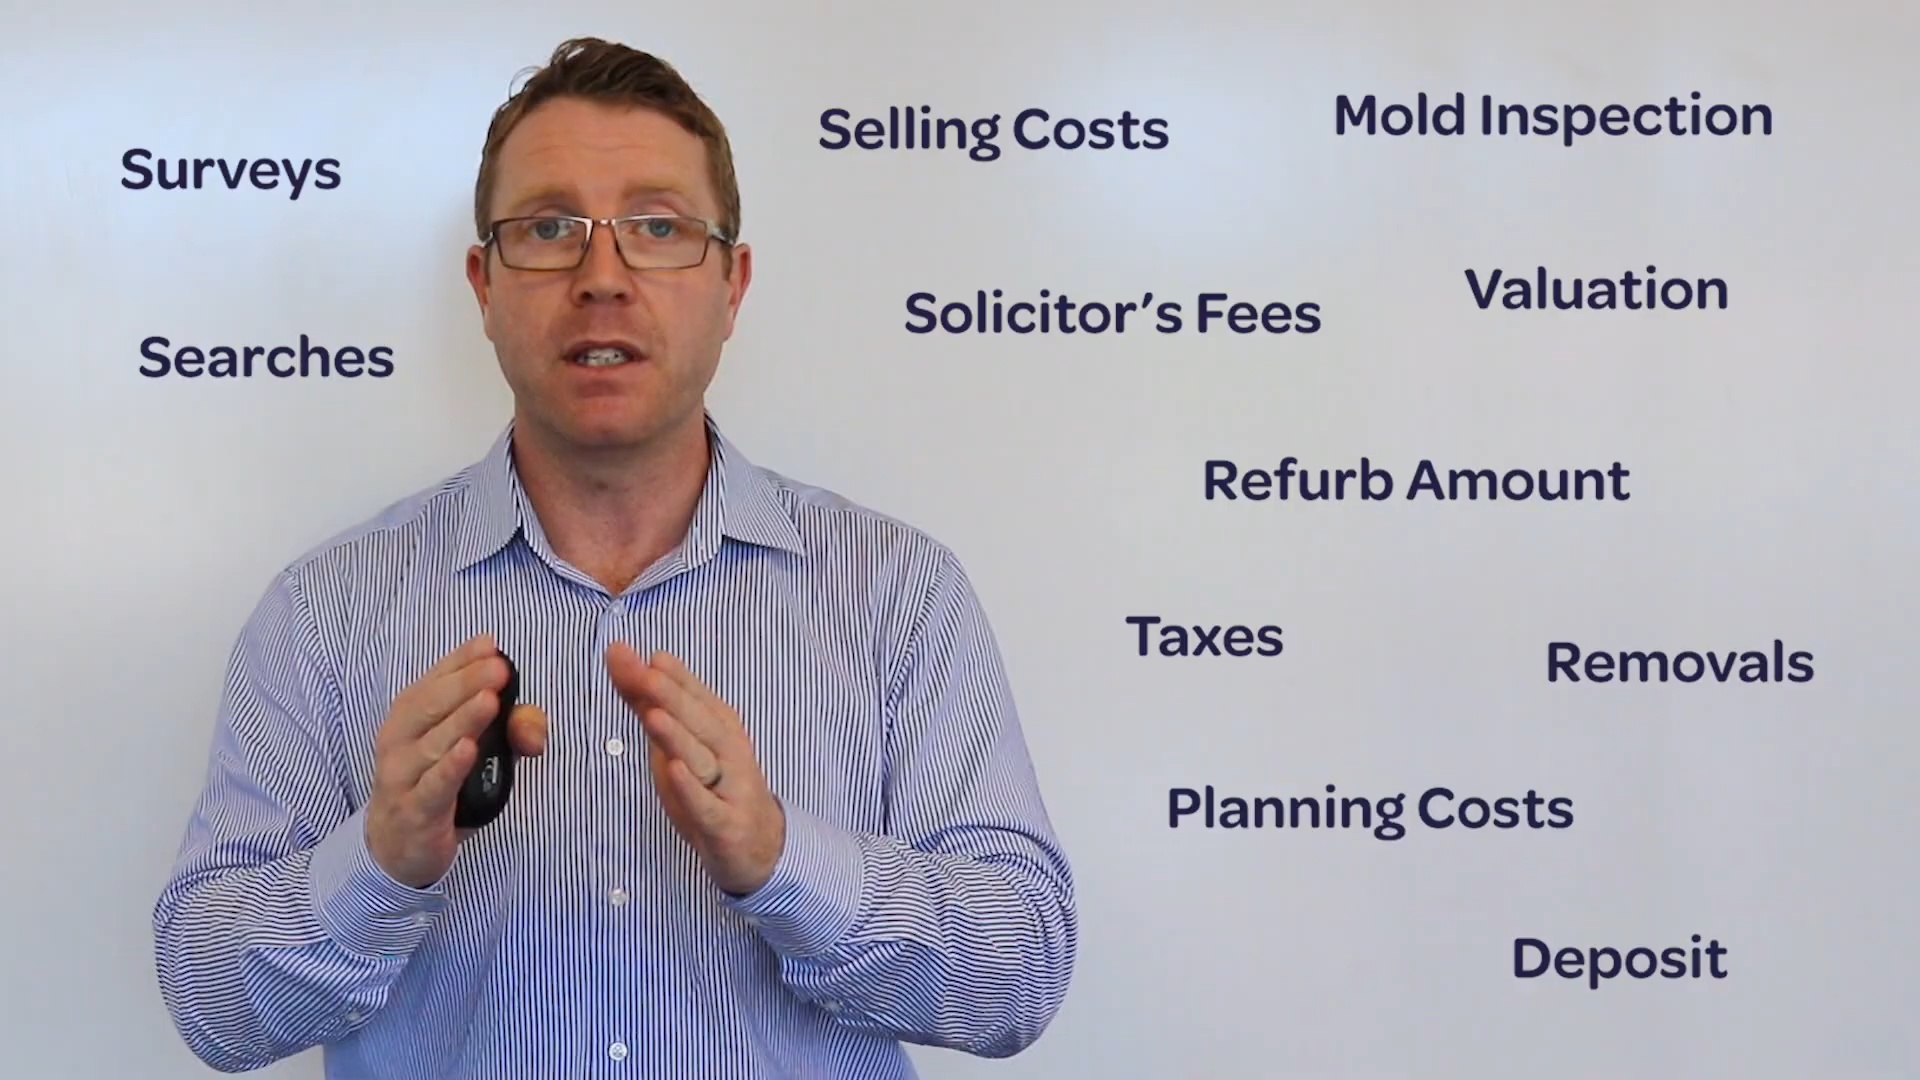 Surveys
Searches
Selling Costs
Mold Inspection
Solicitor's Fees
Valuation
Refurb Amount
Taxes
Removals
Planning Costs
Deposit